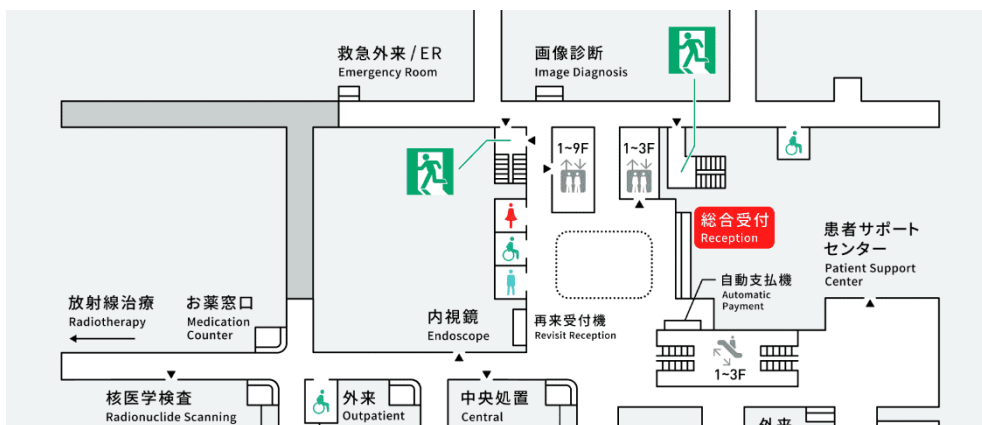 救急外来 / ER
Emergency Room
画像診断
Image Diagnosis
1~9F
1~3F
総合受付
Reception
患者サポート
センター
Patient Support
Center
自動支払機
Automatic
Payment
放射線治療
Radiotherapy
お薬窓口
Medication
Counter
内視鏡
Endoscope
再来受付機
Revisit Reception
1~3F
核医学検査
Radionuclide Scanning
外来
Outpatient
中央処置
Central
外来